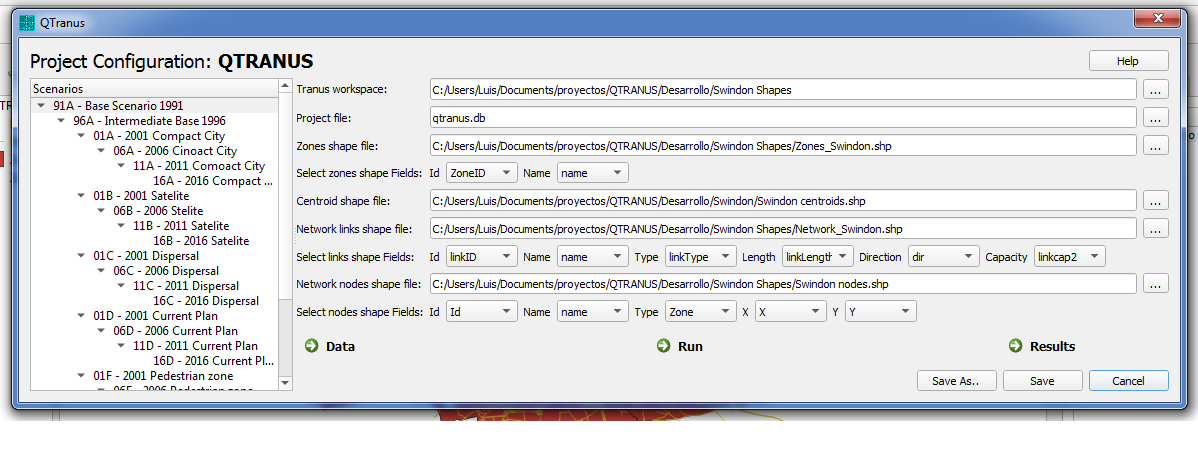 QTranus
Project Configuration: QTRANUS
Help
Scenarios
91A - Base Scenario 1991
96A - Intermediate Base 1996
01A - 2001 Compact City
06A - 2006 Cinoact City
11A - 2011 Comoact City
16A - 2016 Compact ...
01B - 2001 Satelite
06B - 2006 Stelite
11B - 2011 Satelite
16B - 2016 Satelite
01C - 2001 Dispersal
06C - 2006 Dispersal
11C - 2011 Dispersal
16C - 2016 Dispersal
01D - 2001 Current Plan
06D - 2006 Current Plan
11D - 2011 Current Plan
16D - 2016 Current Pl...
01F - 2001 Pedestrian zone
Tranus workspace: C:/Users/Luis/Documents/proyectos/QTRANUS/Desarrollo/Swindon Shapes ...
Project file: qtranus.db ...
Zones shape file: C:/Users/Luis/Documents/proyectos/QTRANUS/Desarrollo/Swindon Shapes/Zones_Swindon.shp ...
Select zones shape Fields: Id ZoneID Name name
Centroid shape file: C:/Users/Luis/Documents/proyectos/QTRANUS/Desarrollo/Swindon/Swindon centroids.shp ...
Network links shape file: C:/Users/Luis/Documents/proyectos/QTRANUS/Desarrollo/Swindon Shapes/Network_Swindon.shp ...
Select links shape Fields: Id linkID Name name Type linkType Length linkLength Direction dir Capacity linkcap2
Network nodes shape file: C:/Users/Luis/Documents/proyectos/QTRANUS/Desarrollo/Swindon Shapes/Swindon nodes.shp ...
Select nodes shape Fields: Id Id Name name Type Zone X X Y Y
Data Run Results
Save As.. Save Cancel